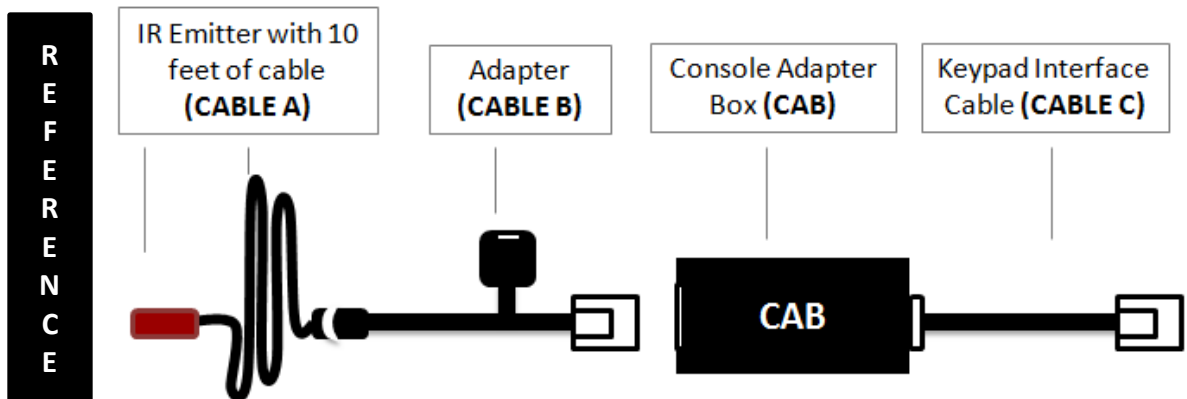 REFERENCE
IR Emitter with 10
feet of cable
(CABLE A)
Adapter
(CABLE B)
Console Adapter
Box (CAB)
Keypad Interface
Cable (CABLE C)
CAB